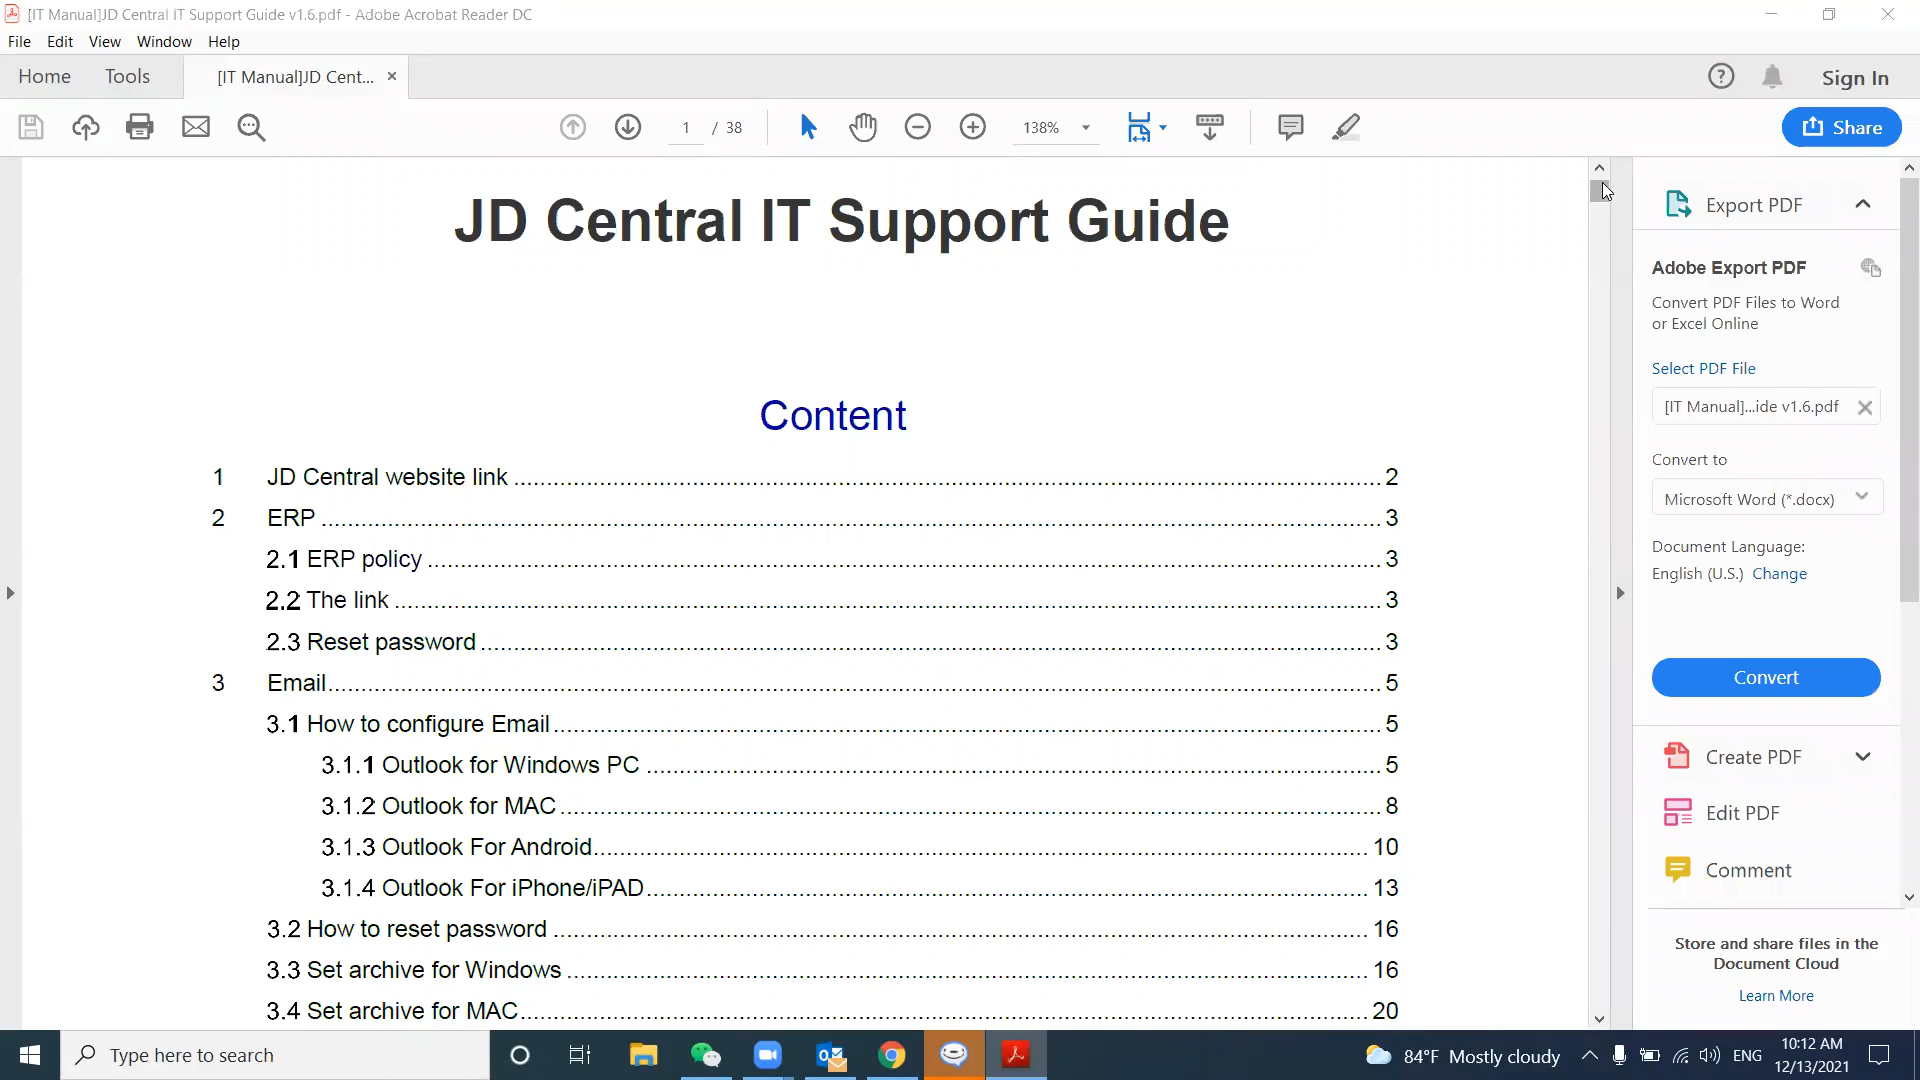 [IT Manual]JD Central IT Support Guide v1.6.pdf - Adobe Acrobat Reader DC
File Edit View Window Help
Home Tools [IT Manual]JD Cent... × Sign In
1 / 38 138% Share
JD Central IT Support Guide
Content
1 JD Central website link 2
2 ERP 3
2.1 ERP policy 3
2.2 The link 3
2.3 Reset password 3
3 Email 5
3.1 How to configure Email 5
3.1.1 Outlook for Windows PC 5
3.1.2 Outlook for MAC 8
3.1.3 Outlook For Android 10
3.1.4 Outlook For iPhone/iPAD 13
3.2 How to reset password 16
3.3 Set archive for Windows 16
3.4 Set archive for MAC 20
Export PDF
Adobe Export PDF
Convert PDF Files to Word
or Excel Online
Select PDF File
[IT Manual]...ide v1.6.pdf
Convert to
Microsoft Word (*.docx)
Document Language:
English (U.S.) Change
Convert
Create PDF
Edit PDF
Comment
Store and share files in the
Document Cloud
Learn More
Type here to search
84°F Mostly cloudy
ENG
10:12 AM
12/13/2021